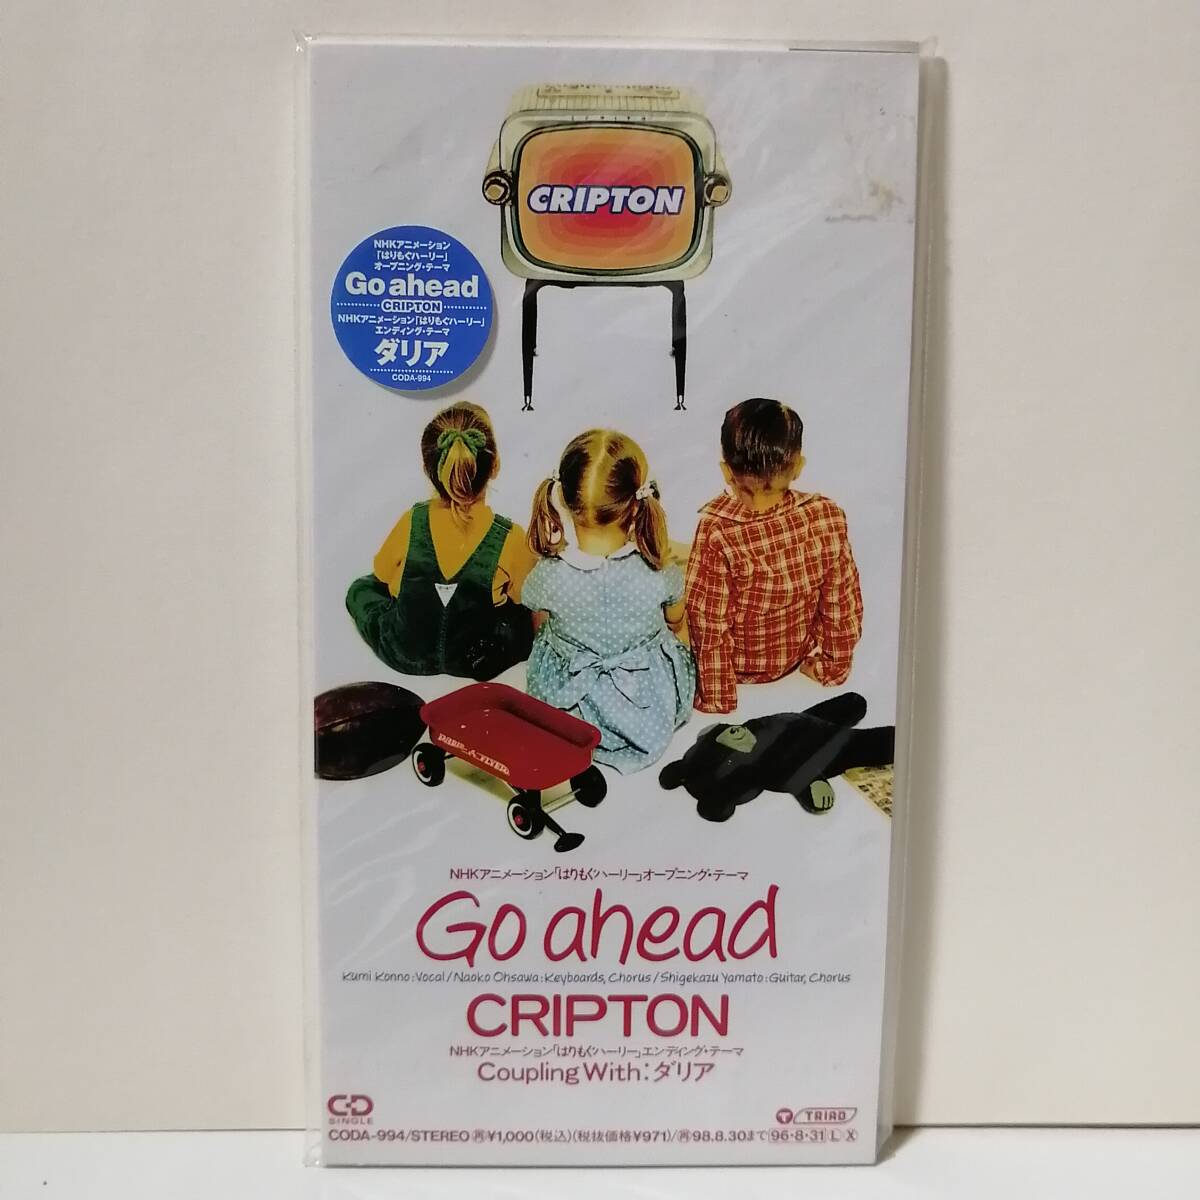 CRIPTON
NHKアニメーション
「はりもぐハーリー」
オープニング・テーマ
Go ahead
CRIPTON
NHKアニメーション「はりもぐハーリー」
エンディング・テーマ
ダリア
CODA-994
NHKアニメーション「はりもぐハーリー」オープニング・テーマ
Go ahead
Kumi Konno:Vocal/Naoko Ohsawa:Keyboards, Chorus/Shigekazu Yamato:Guitar, Chorus
CRIPTON
NHKアニメーション「はりもぐハーリー」エンディング・テーマ
Coupling With:ダリア
CD
SINGLE
T TRIAD
CODA-994/STEREO 再¥1,000(税込)(税抜価格¥971)/再98.8.30まで 96・8・31 L X